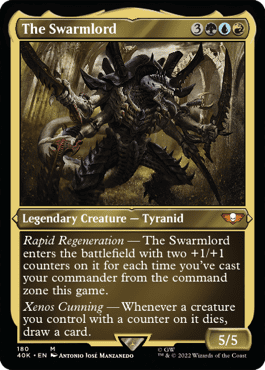 The Swarmlord 3
Legendary Creature — Tyranid
Rapid Regeneration — The Swarmlord
enters the battlefield with two +1/+1
counters on it for each time you've cast
your commander from the command
zone this game.
Xenos Cunning — Whenever a creature
you control with a counter on it dies,
draw a card.
5/5
180 M
40K • EN Antonio José Manzanedo
© GW
™ & © 2022 Wizards of the Coast